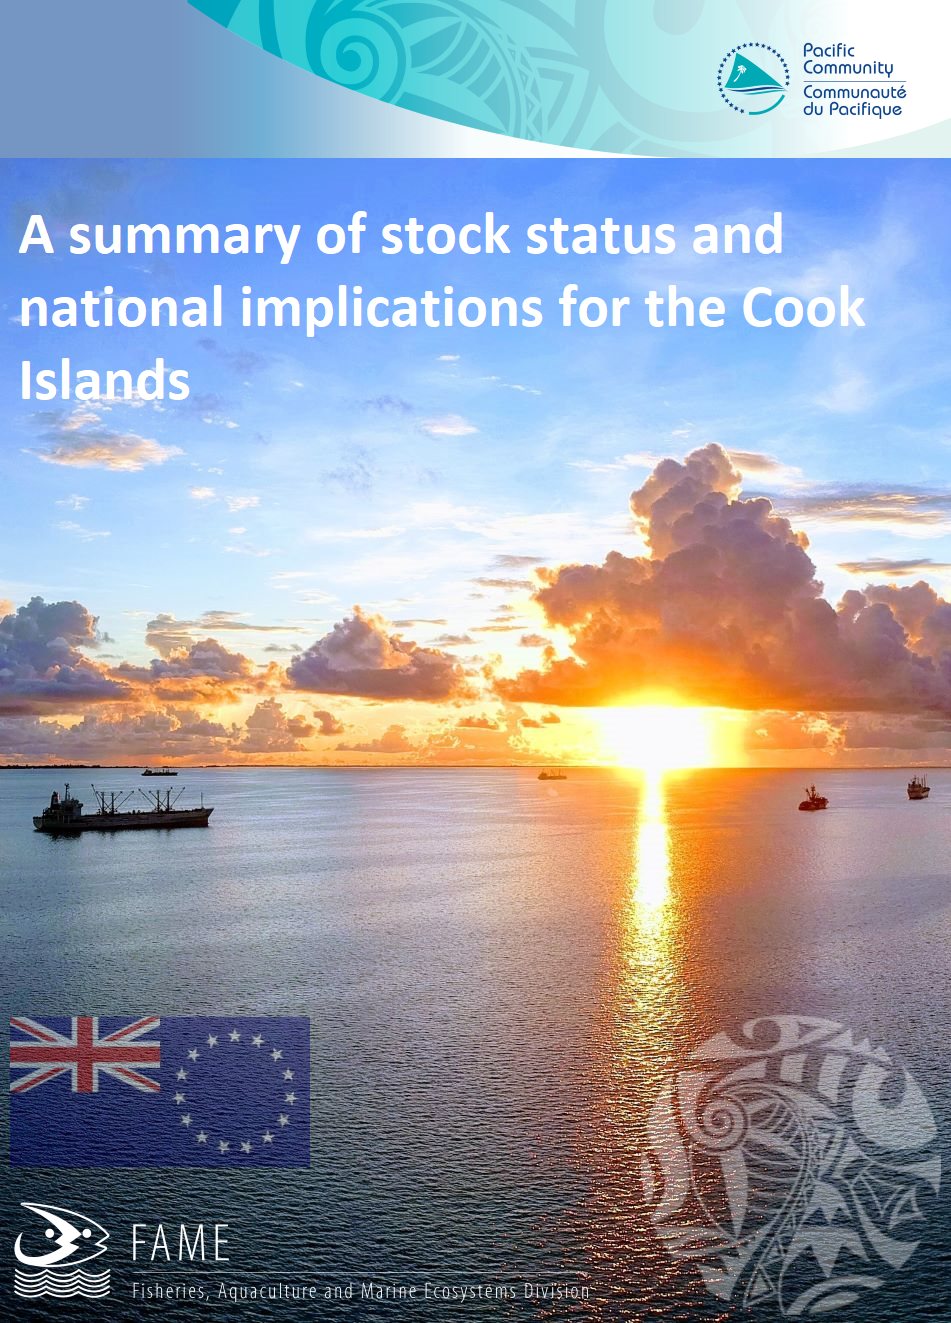 Pacific
Community
Communauté
du Pacifique
A summary of stock status and
national implications for the Cook
Islands
FAME
Fisheries, Aquaculture and Marine Ecosystems Division